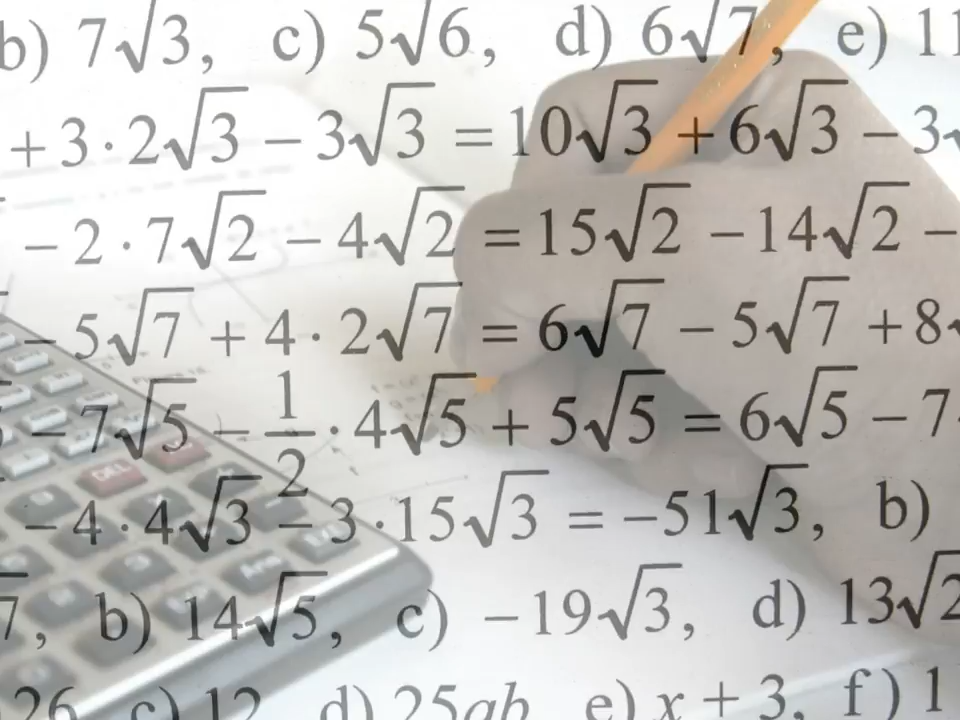 b) 7√3, c) 5√6, d) 6√7, e) 11
+ 3 · 2√3 − 3√3 = 10√3 + 6√3 − 3√
− 2 · 7√2 − 4√2 = 15√2 − 14√2 −
− 5√7 + 4 · 2√7 = 6√7 − 5√7 + 8√
− 7√5 − 1/2 · 4√5 + 5√5 = 6√5 − 7
− 4 · 4√3 − 3 · 15√3 = −51√3, b)
7, b) 14√5, c) −19√3, d) 13√2
26 c) 12 d) 25ab e) x + 3, f) 1